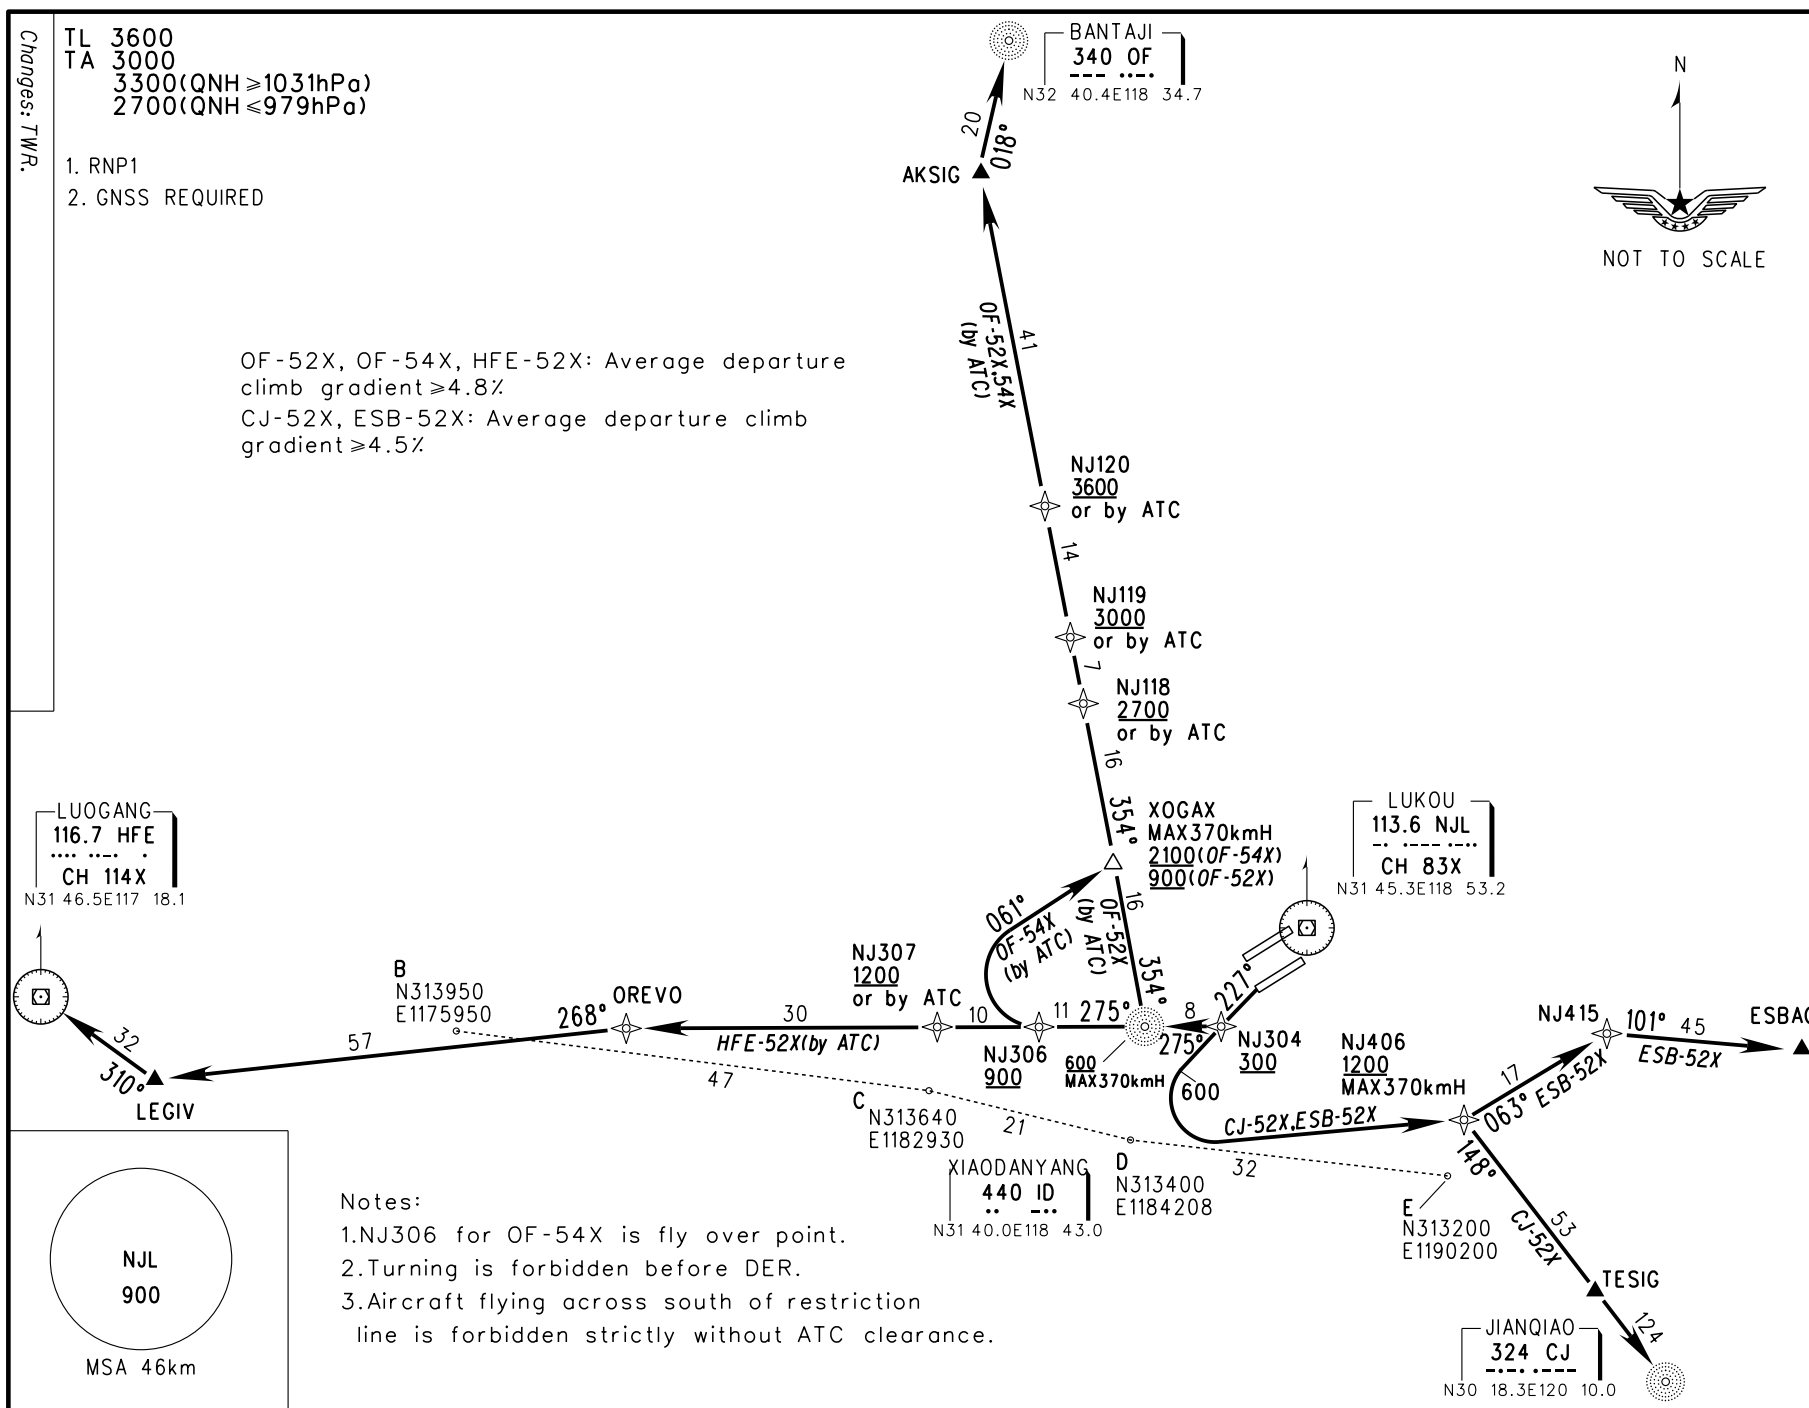 Changes: TWR.
TL 3600
TA 3000
3300(QNH≥1031hPa)
2700(QNH≤979hPa)
1. RNP1
2. GNSS REQUIRED
BANTAJI
340 OF
N32 40.4E118 34.7
N
NOT TO SCALE
20
018°
AKSIG
OF-52X,54X
(by ATC)
41
OF-52X, OF-54X, HFE-52X: Average departure
climb gradient≥4.8%
CJ-52X, ESB-52X: Average departure climb
gradient≥4.5%
NJ120
3600
or by ATC
14
NJ119
3000
or by ATC
7
NJ118
2700
or by ATC
16
354°
XOGAX
MAX370kmH
2100(OF-54X)
900(OF-52X)
LUKOU
113.6 NJL
CH 83X
N31 45.3E118 53.2
LUOGANG
116.7 HFE
CH 114X
N31 46.5E117 18.1
061°
OF-54X
(by ATC)
16
OF-52X
(by ATC)
354°
227°
B
N313950
E1175950
OREVO
268°
NJ307
1200
or by ATC
30
HFE-52X(by ATC)
10
11
275°
8
275°
NJ306
900
600
MAX370kmH
NJ304
300
600
NJ406
1200
MAX370kmH
NJ415
101°
45
ESB-52X
ESBAG
17
063°
ESB-52X
32
310°
57
LEGIV
47
C
N313640
E1182930
21
CJ-52X,ESB-52X
XIAODANYANG
440 ID
N31 40.0E118 43.0
D
N313400
E1184208
32
E
N313200
E1190200
148°
53
CJ-52X
TESIG
124
JIANQIAO
324 CJ
N30 18.3E120 10.0
NJL
900
MSA 46km
Notes:
1.NJ306 for OF-54X is fly over point.
2.Turning is forbidden before DER.
3.Aircraft flying across south of restriction
line is forbidden strictly without ATC clearance.